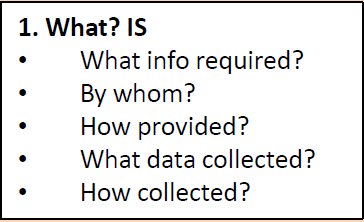 1. What? IS
• What info required?
• By whom?
• How provided?
• What data collected?
• How collected?